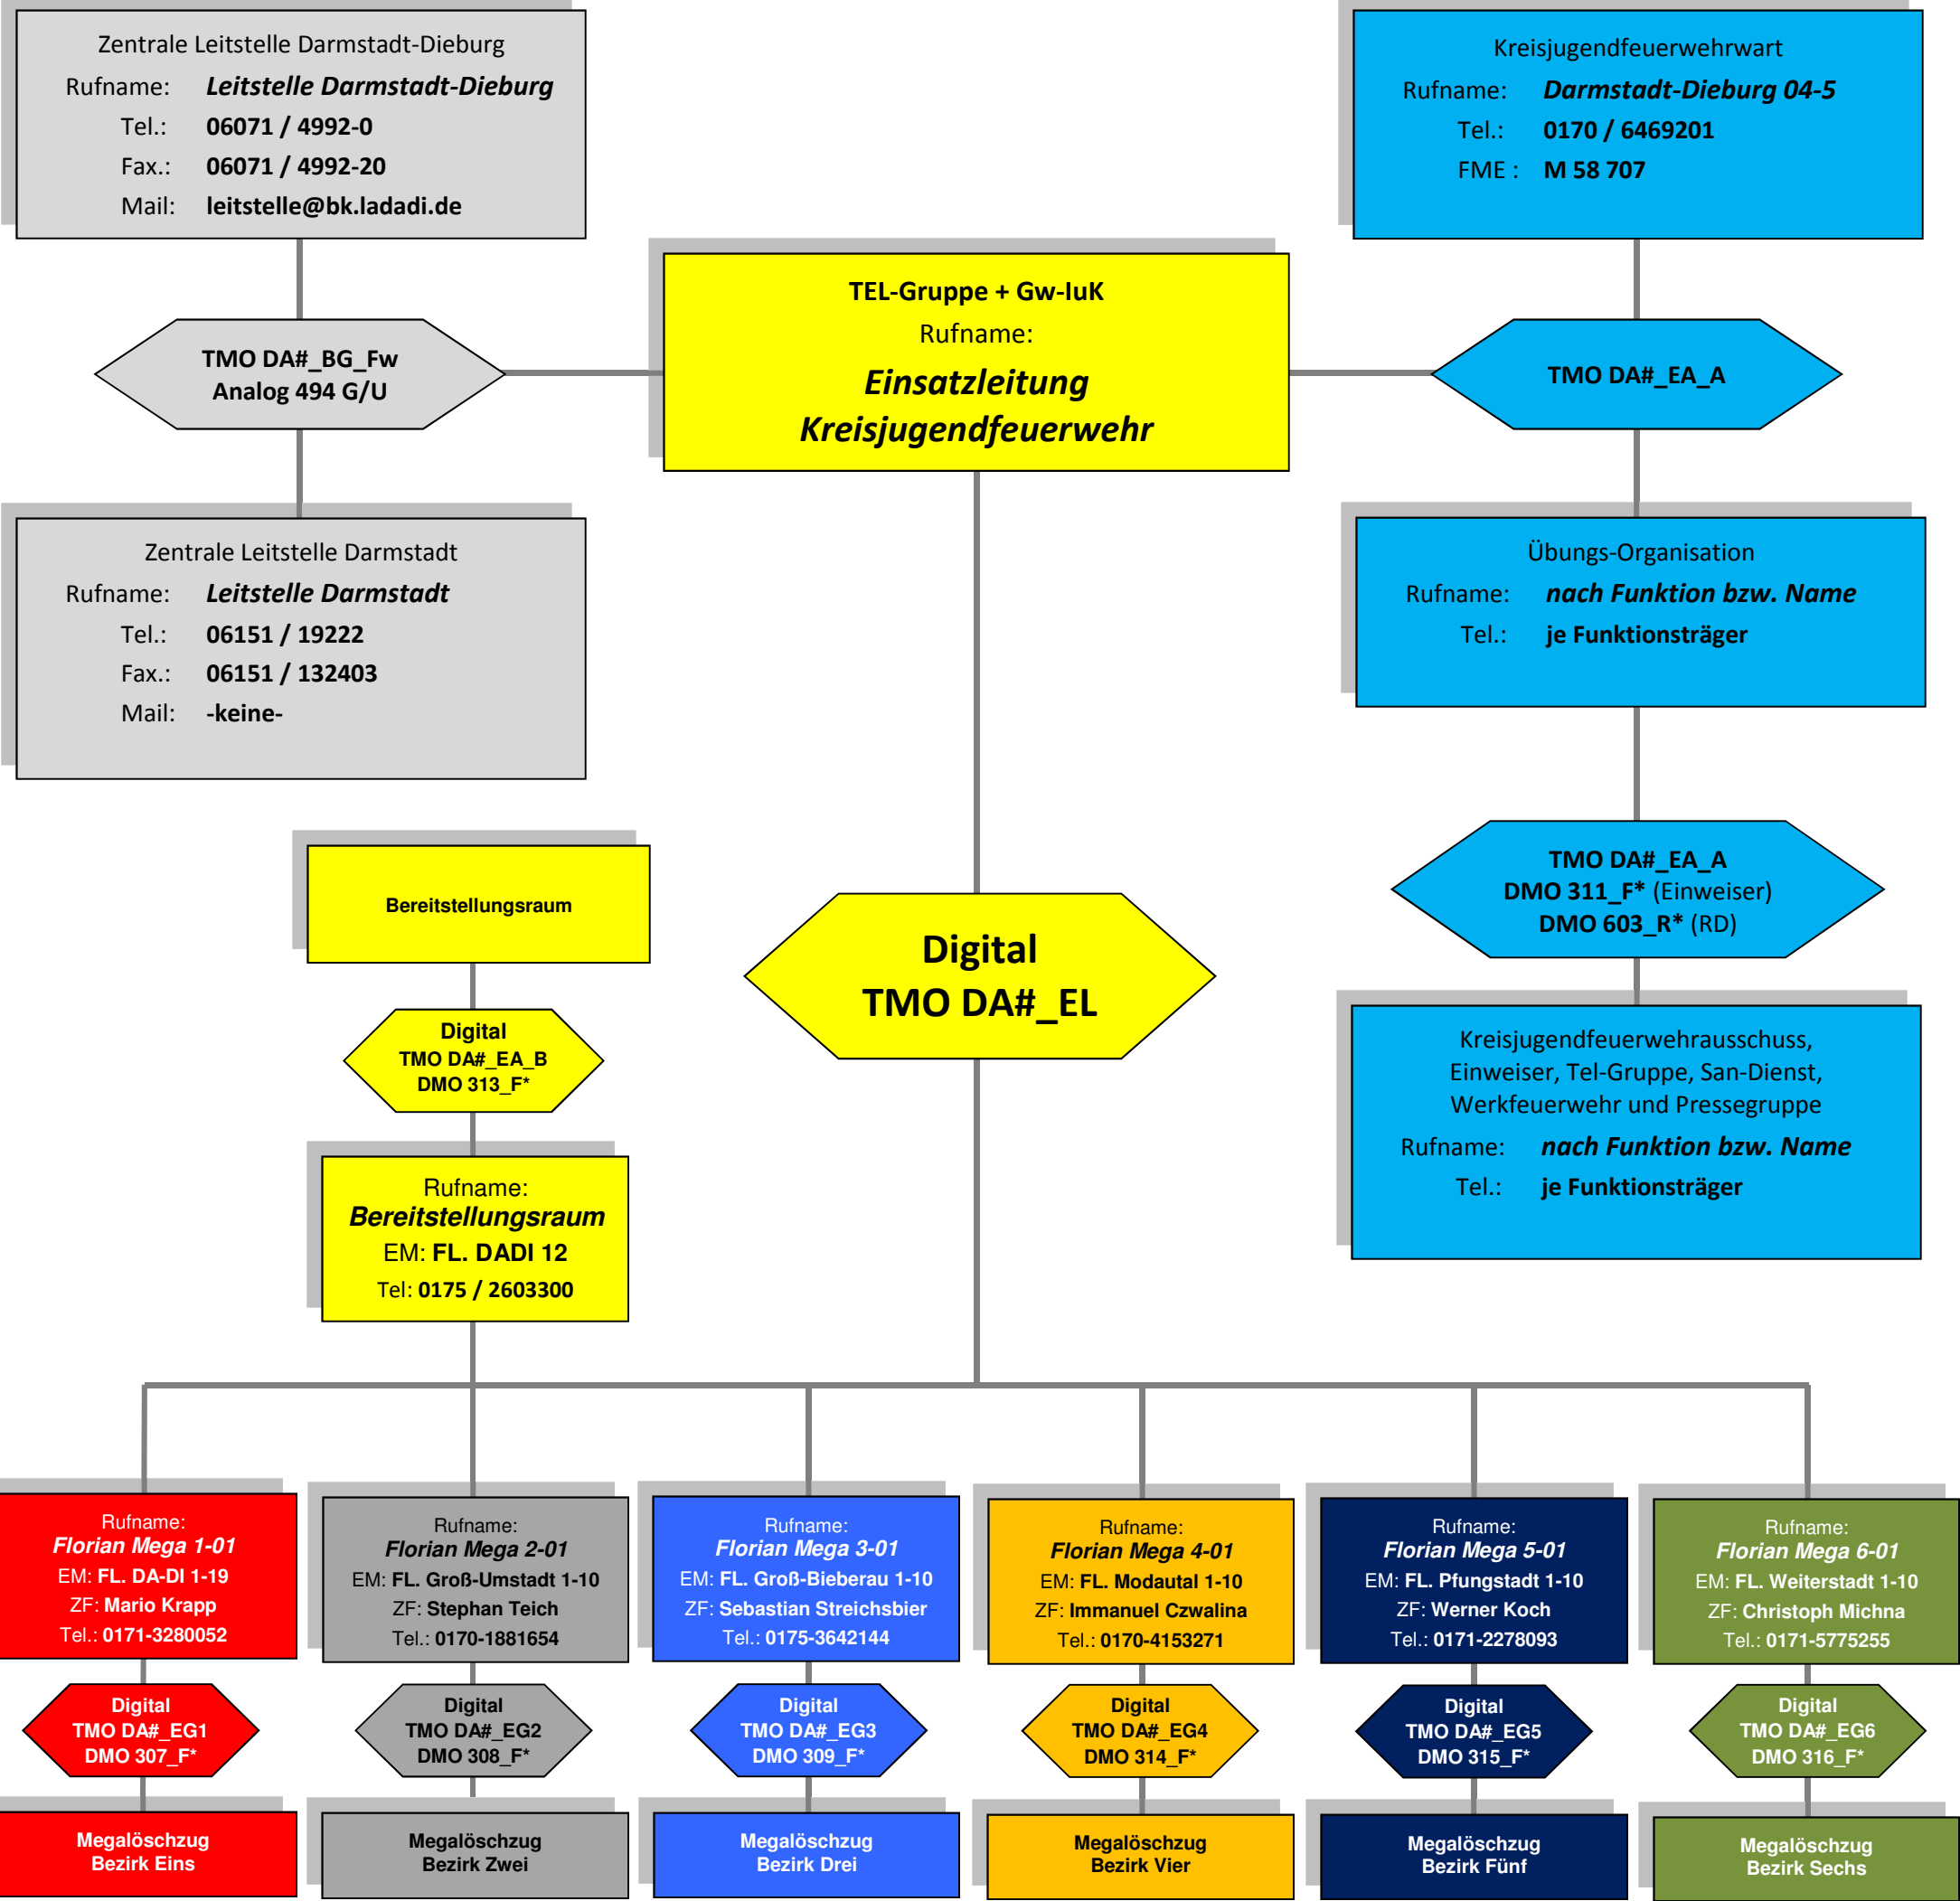 Zentrale Leitstelle Darmstadt-Dieburg
Rufname: Leitstelle Darmstadt-Dieburg
Tel.: 06071 / 4992-0
Fax.: 06071 / 4992-20
Mail: leitstelle@bk.ladadi.de
Kreisjugendfeuerwehrwart
Rufname: Darmstadt-Dieburg 04-5
Tel.: 0170 / 6469201
FME : M 58 707
TEL-Gruppe + Gw-IuK
Rufname:
Einsatzleitung
Kreisjugendfeuerwehr
TMO DA#_BG_Fw
Analog 494 G/U
TMO DA#_EA_A
Zentrale Leitstelle Darmstadt
Rufname: Leitstelle Darmstadt
Tel.: 06151 / 19222
Fax.: 06151 / 132403
Mail: -keine-
Übungs-Organisation
Rufname: nach Funktion bzw. Name
Tel.: je Funktionsträger
TMO DA#_EA_A
DMO 311_F* (Einweiser)
DMO 603_R* (RD)
Bereitstellungsraum
Digital
TMO DA#_EL
Digital
TMO DA#_EA_B
DMO 313_F*
Kreisjugendfeuerwehrausschuss,
Einweiser, Tel-Gruppe, San-Dienst,
Werkfeuerwehr und Pressegruppe
Rufname: nach Funktion bzw. Name
Tel.: je Funktionsträger
Rufname:
Bereitstellungsraum
EM: FL. DADI 12
Tel: 0175 / 2603300
Rufname:
Florian Mega 1-01
EM: FL. DA-DI 1-19
ZF: Mario Krapp
Tel.: 0171-3280052
Digital
TMO DA#_EG1
DMO 307_F*
Megalöschzug
Bezirk Eins
Rufname:
Florian Mega 2-01
EM: FL. Groß-Umstadt 1-10
ZF: Stephan Teich
Tel.: 0170-1881654
Digital
TMO DA#_EG2
DMO 308_F*
Megalöschzug
Bezirk Zwei
Rufname:
Florian Mega 3-01
EM: FL. Groß-Bieberau 1-10
ZF: Sebastian Streichsbier
Tel.: 0175-3642144
Digital
TMO DA#_EG3
DMO 309_F*
Megalöschzug
Bezirk Drei
Rufname:
Florian Mega 4-01
EM: FL. Modautal 1-10
ZF: Immanuel Czwalina
Tel.: 0170-4153271
Digital
TMO DA#_EG4
DMO 314_F*
Megalöschzug
Bezirk Vier
Rufname:
Florian Mega 5-01
EM: FL. Pfungstadt 1-10
ZF: Werner Koch
Tel.: 0171-2278093
Digital
TMO DA#_EG5
DMO 315_F*
Megalöschzug
Bezirk Fünf
Rufname:
Florian Mega 6-01
EM: FL. Weiterstadt 1-10
ZF: Christoph Michna
Tel.: 0171-5775255
Digital
TMO DA#_EG6
DMO 316_F*
Megalöschzug
Bezirk Sechs